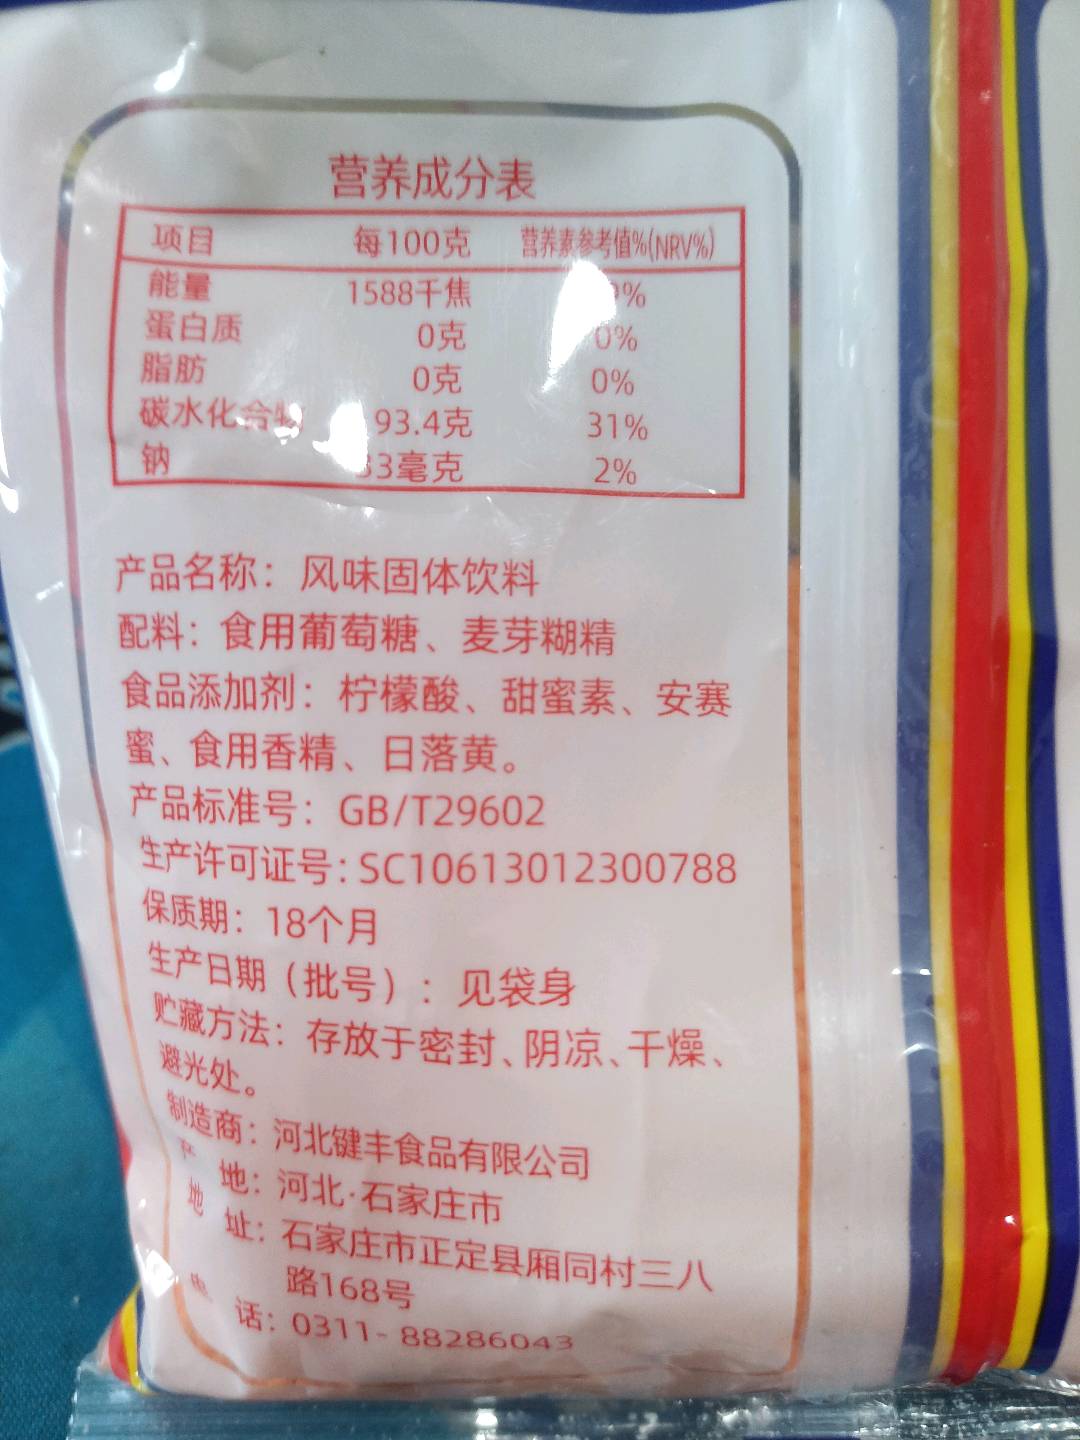 营养成分表
项目 每100克 营养素参考值%(NRV%)
能量 1588千焦
蛋白质 0克 0%
脂肪 0克 0%
碳水化合物 93.4克 31%
钠 33毫克 2%
产品名称：风味固体饮料
配料：食用葡萄糖、麦芽糊精
食品添加剂：柠檬酸、甜蜜素、安赛
蜜、食用香精、日落黄。
产品标准号：GB/T29602
生产许可证号：SC10613012300788
保质期：18个月
生产日期（批号）：见袋身
贮藏方法：存放于密封、阴凉、干燥、
避光处。
制造商：河北键丰食品有限公司
产 地：河北·石家庄市
地 址：石家庄市正定县厢同村三八
路168号
电 话：0311-88286043